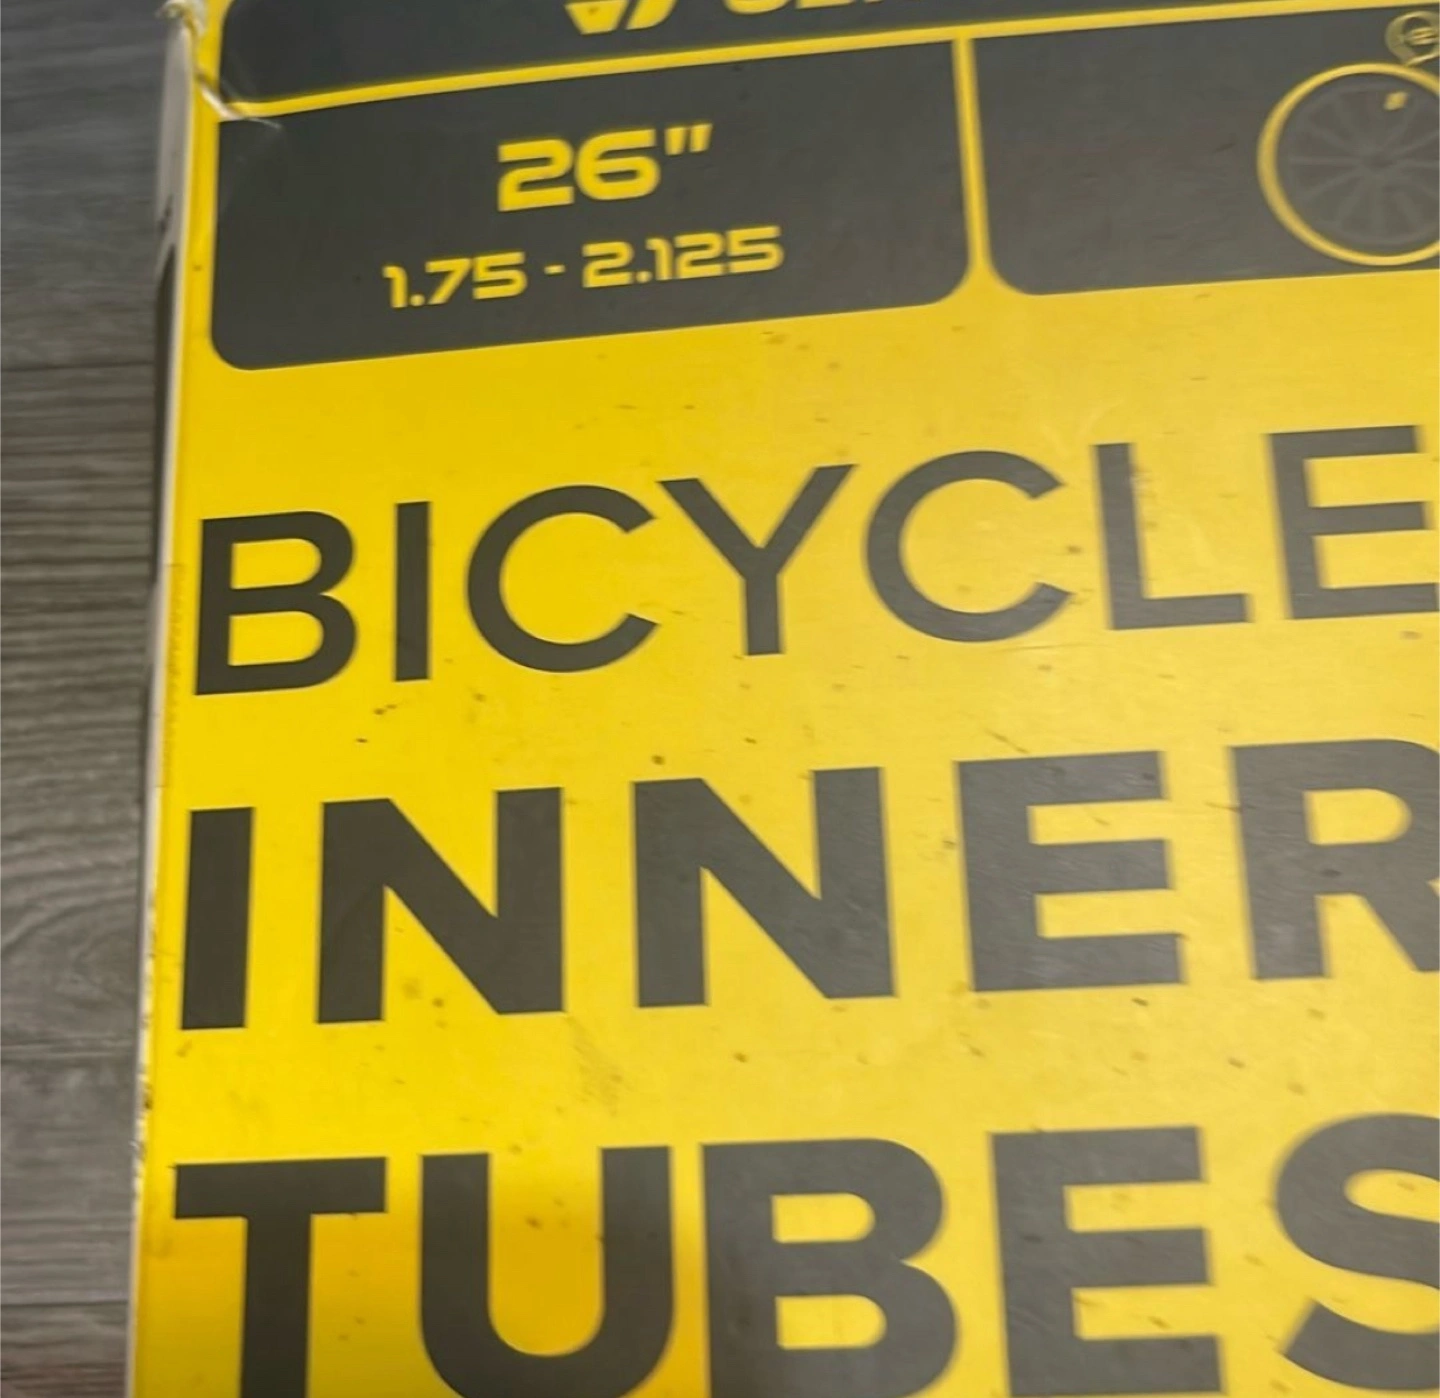 26"
1.75 - 2.125
BICYCLE
INNER
TUBES